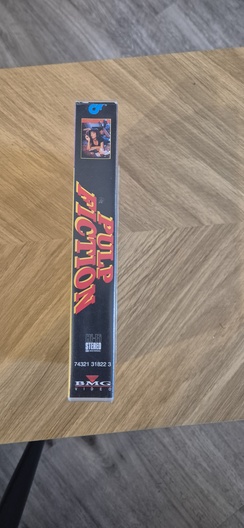 PULP
FICTION
STEREO
74321 31822 3
BMG
VIDEO